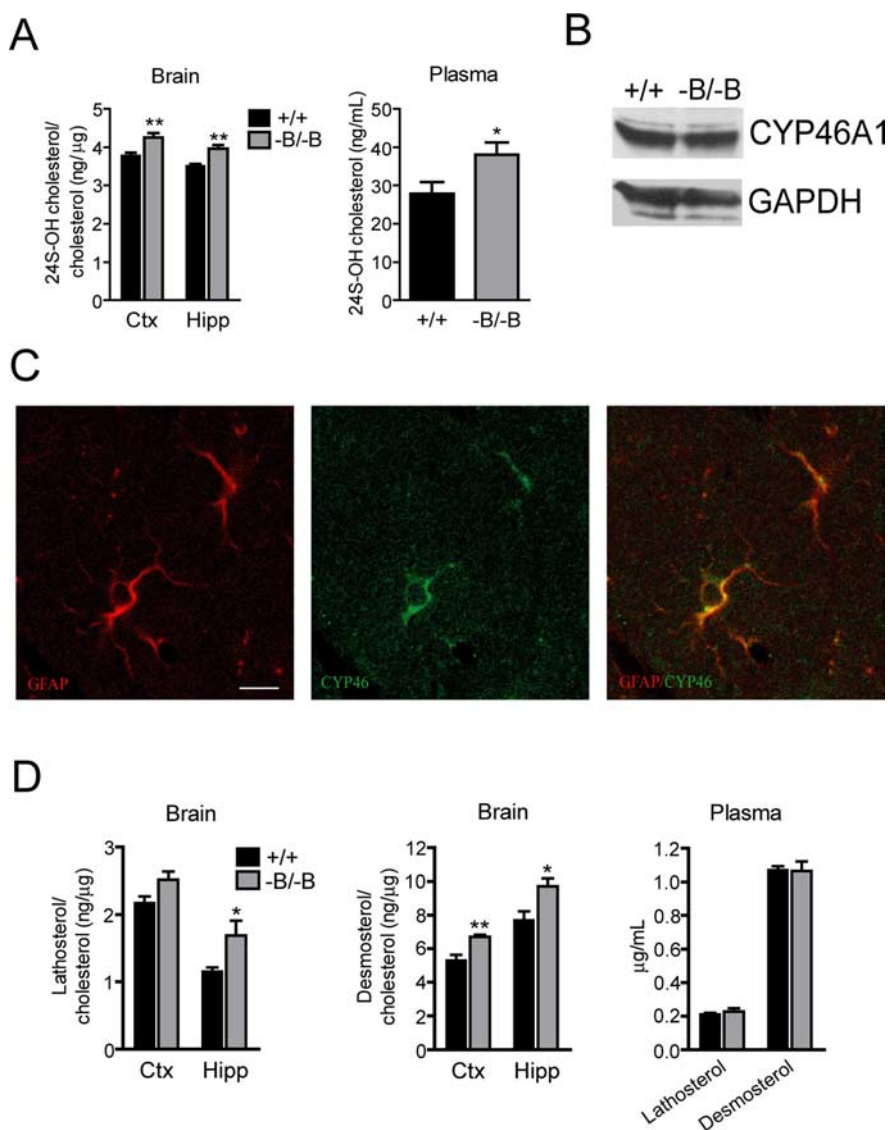 A
Brain
+/+
-B/-B
24S-OH cholesterol/
cholesterol (ng/µg)
5
4
3
2
1
0
**
**
Ctx
Hipp
Plasma
24S-OH cholesterol (ng/mL)
50
40
30
20
10
0
*
+/+
-B/-B
B
+/+ -B/-B
CYP46A1
GAPDH
C
GFAP
CYP46
GFAP/CYP46
D
Brain
+/+
-B/-B
Lathosterol/
cholesterol (ng/µg)
3
2
1
0
*
Ctx
Hipp
Brain
Desmosterol/
cholesterol (ng/µg)
12
10
8
6
4
2
0
**
*
Ctx
Hipp
Plasma
µg/mL
1.2
1.0
0.8
0.6
0.4
0.2
0.0
Lathosterol
Desmosterol